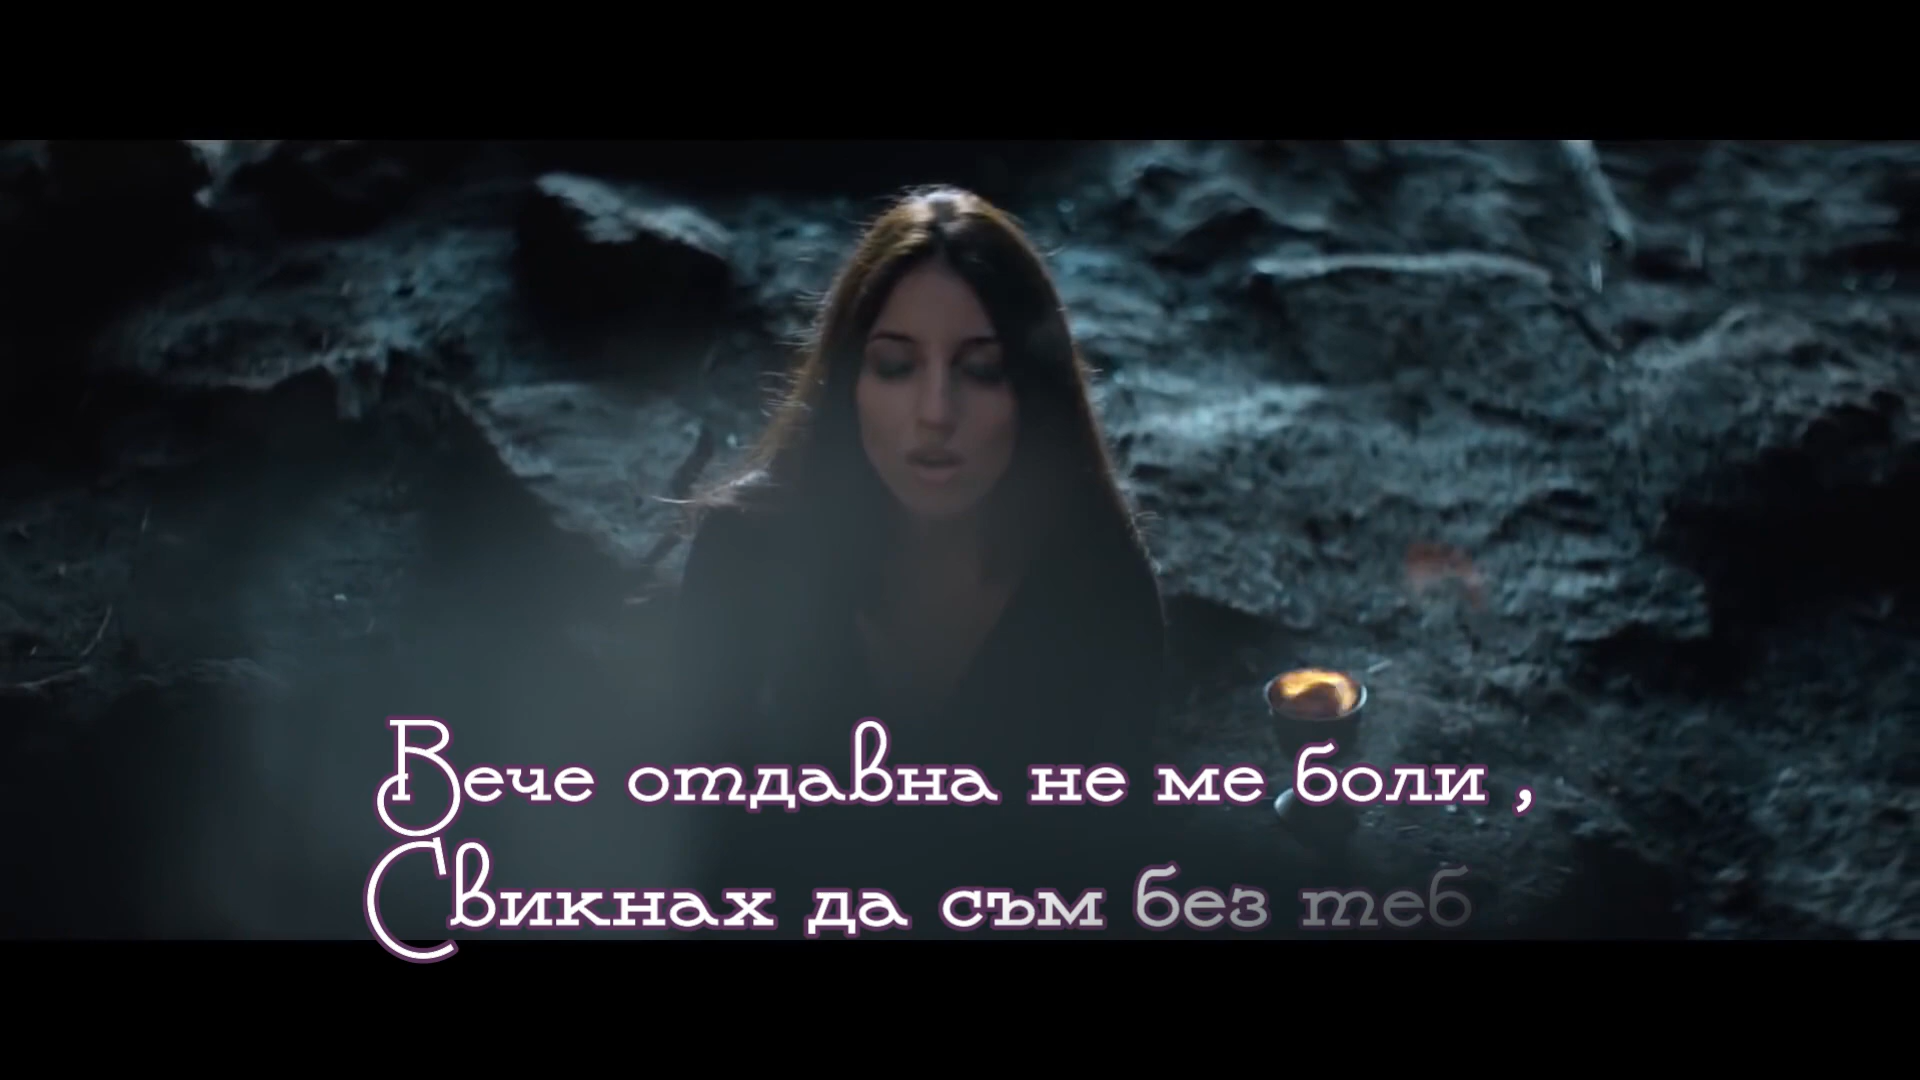 Вече отдавна не ме боли ,
Свикнах да съм без теб